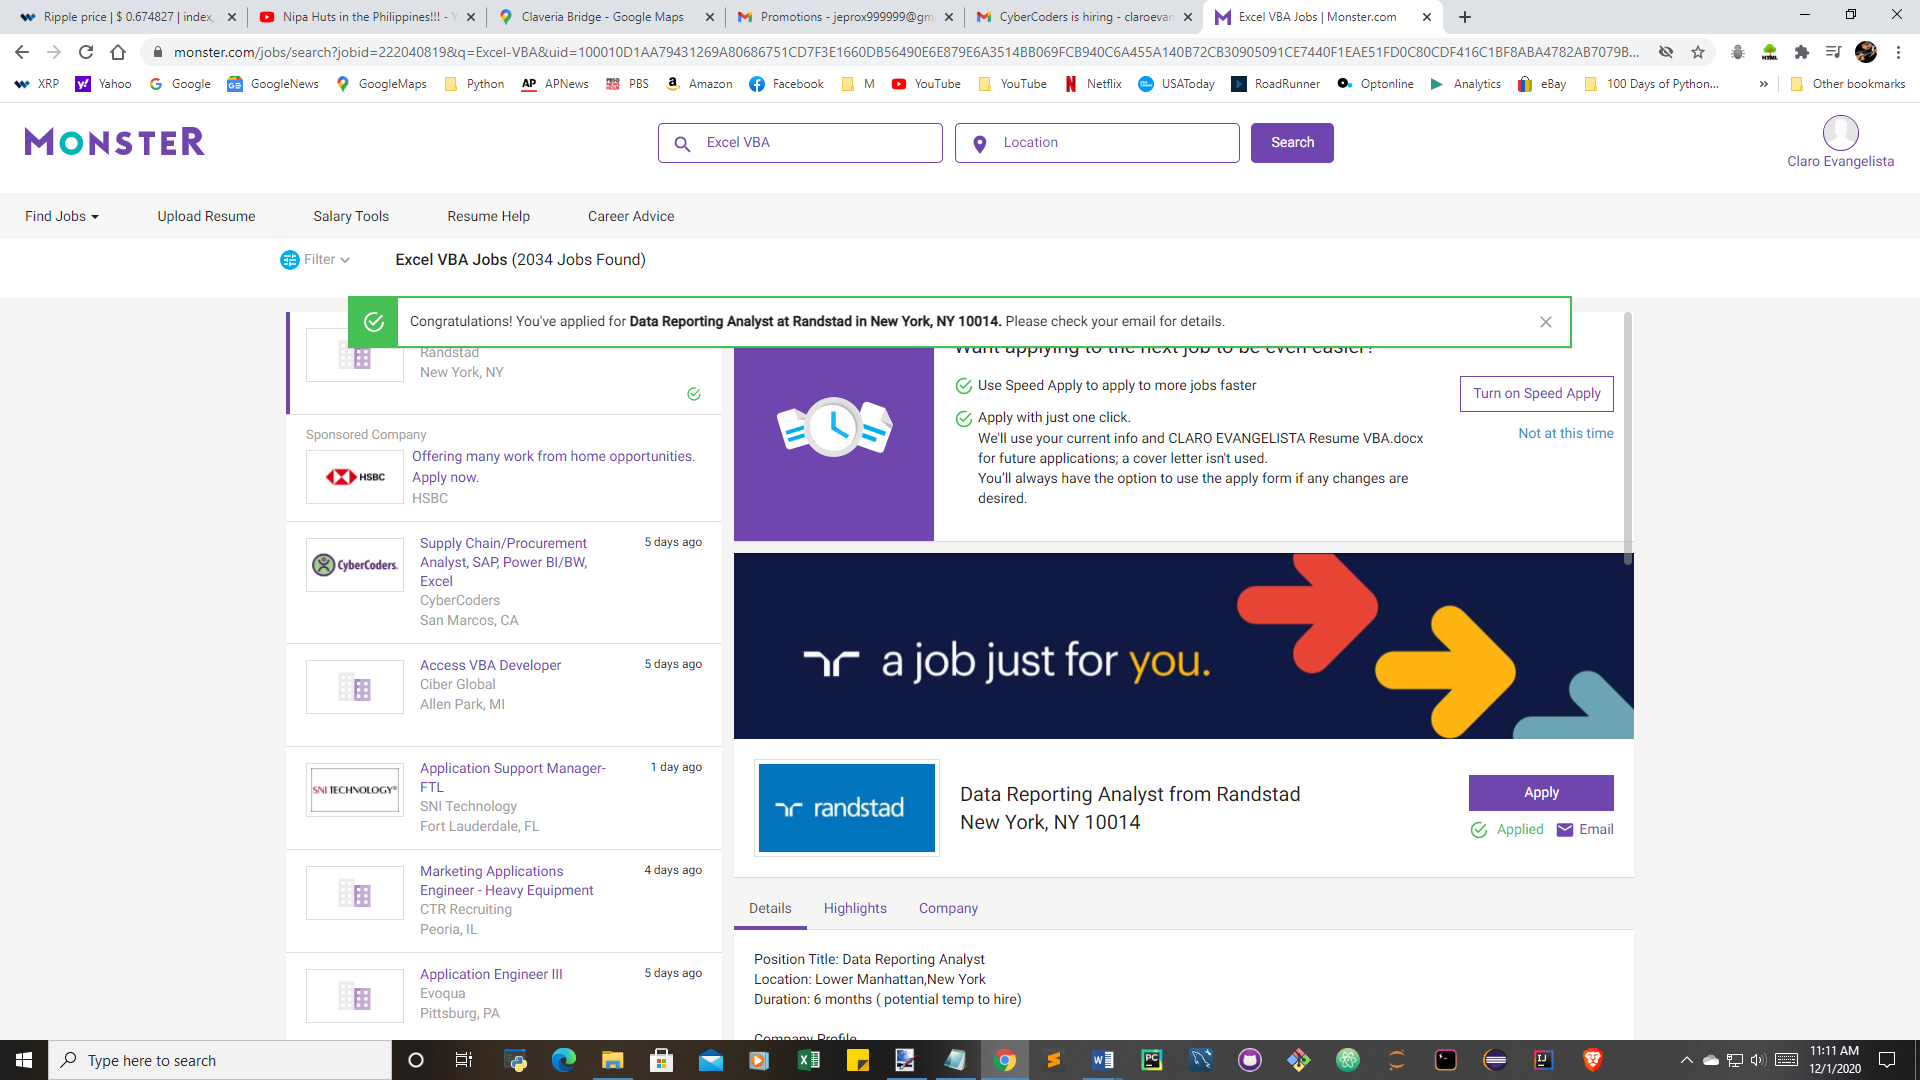 Ripple price | $ 0.674827 | index,
Nipa Huts in the Philippines!!! - Y
Claveria Bridge - Google Maps
Promotions - jeprox999999@gm
CyberCoders is hiring - claroevan
Excel VBA Jobs | Monster.com
monster.com/jobs/search?jobid=222040819&q=Excel-VBA&uid=100010D1AA79431269A80686751CD7F3E1660DB56490E6E879E6A3514BB069FCB940C6A455A140B72CB30905091CE7440F1EAE51FD0C80CDF416C1BF8ABA4782AB7079B...
XRP
Yahoo
Google
GoogleNews
GoogleMaps
Python
AP APNews
PBS
Amazon
Facebook
M
YouTube
YouTube
Netflix
USAToday
RoadRunner
Optonline
Analytics
eBay
100 Days of Python...
»
Other bookmarks
MONSTER
Excel VBA
Location
Search
Claro Evangelista
Find Jobs
Upload Resume
Salary Tools
Resume Help
Career Advice
Filter
Excel VBA Jobs (2034 Jobs Found)
Congratulations! You've applied for Data Reporting Analyst at Randstad in New York, NY 10014. Please check your email for details.
Randstad
New York, NY
Sponsored Company
HSBC
Offering many work from home opportunities.
Apply now.
HSBC
CyberCoders.
Supply Chain/Procurement
Analyst, SAP, Power BI/BW,
Excel
CyberCoders
San Marcos, CA
5 days ago
Access VBA Developer
Ciber Global
Allen Park, MI
5 days ago
SNI TECHNOLOGY®
Application Support Manager-
FTL
SNI Technology
Fort Lauderdale, FL
1 day ago
Marketing Applications
Engineer - Heavy Equipment
CTR Recruiting
Peoria, IL
4 days ago
Application Engineer III
Evoqua
Pittsburg, PA
5 days ago
Want applying to the next job to be even easier?
Use Speed Apply to apply to more jobs faster
Apply with just one click.
We'll use your current info and CLARO EVANGELISTA Resume VBA.docx
for future applications; a cover letter isn't used.
You'll always have the option to use the apply form if any changes are
desired.
Turn on Speed Apply
Not at this time
a job just for you.
randstad
Data Reporting Analyst from Randstad
New York, NY 10014
Apply
Applied
Email
Details
Highlights
Company
Position Title: Data Reporting Analyst
Location: Lower Manhattan,New York
Duration: 6 months ( potential temp to hire)
Company Profile
Type here to search
11:11 AM
12/1/2020